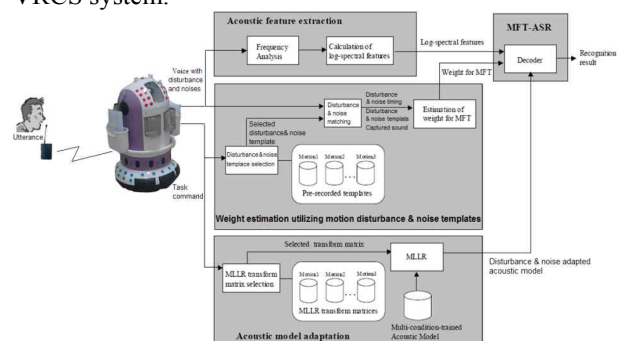 VRCS system.
Acoustic feature extraction
MFT-ASR
Frequency
Analysis
Calculation of
log-spectral features
Log-spectral features
Decoder
Recognition
result
Voice with
disturbance
and noises
Weight for MFT
Utterance
Selected
disturbance& noise
template
Disturbance
& noise
matching
Disturbance
& noise timing
Disturbance
& noise template
Captured sound
Estimation of
weight for MFT
Disturbance&noise
template selection
Motion1 Motion2 Motion3
...
Pre-recorded templates
Task
command
Weight estimation utilizing motion disturbance & noise templates
Selected transform matrix
MLLR
Disturbance & noise adapted
acoustic model
MLLR transform
matrix selection
Motion1 Motion2 Motion3
...
MLLR transform matrices
Multi-condition-trained
Acoustic Model
Acoustic model adaptation